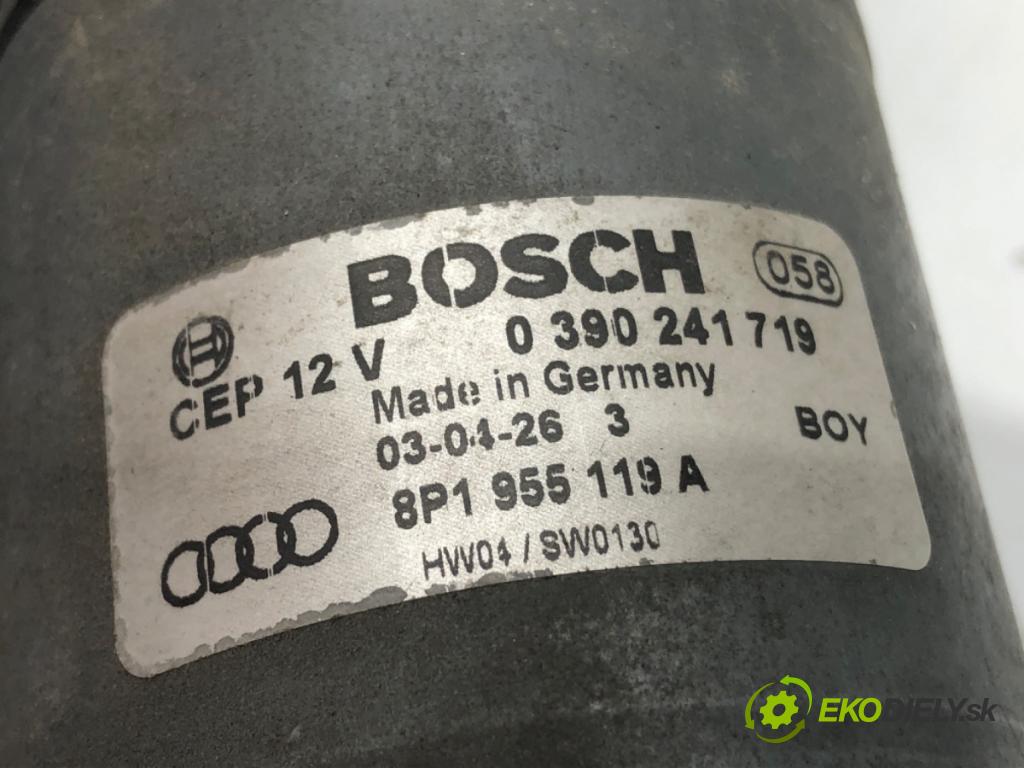 BOSCH 058
CEP 12 V 0 390 241 719
Made in Germany
03-04-26 3 BOY
8P1 955 119 A
HW04 / SW0130
EKODIELY.sk